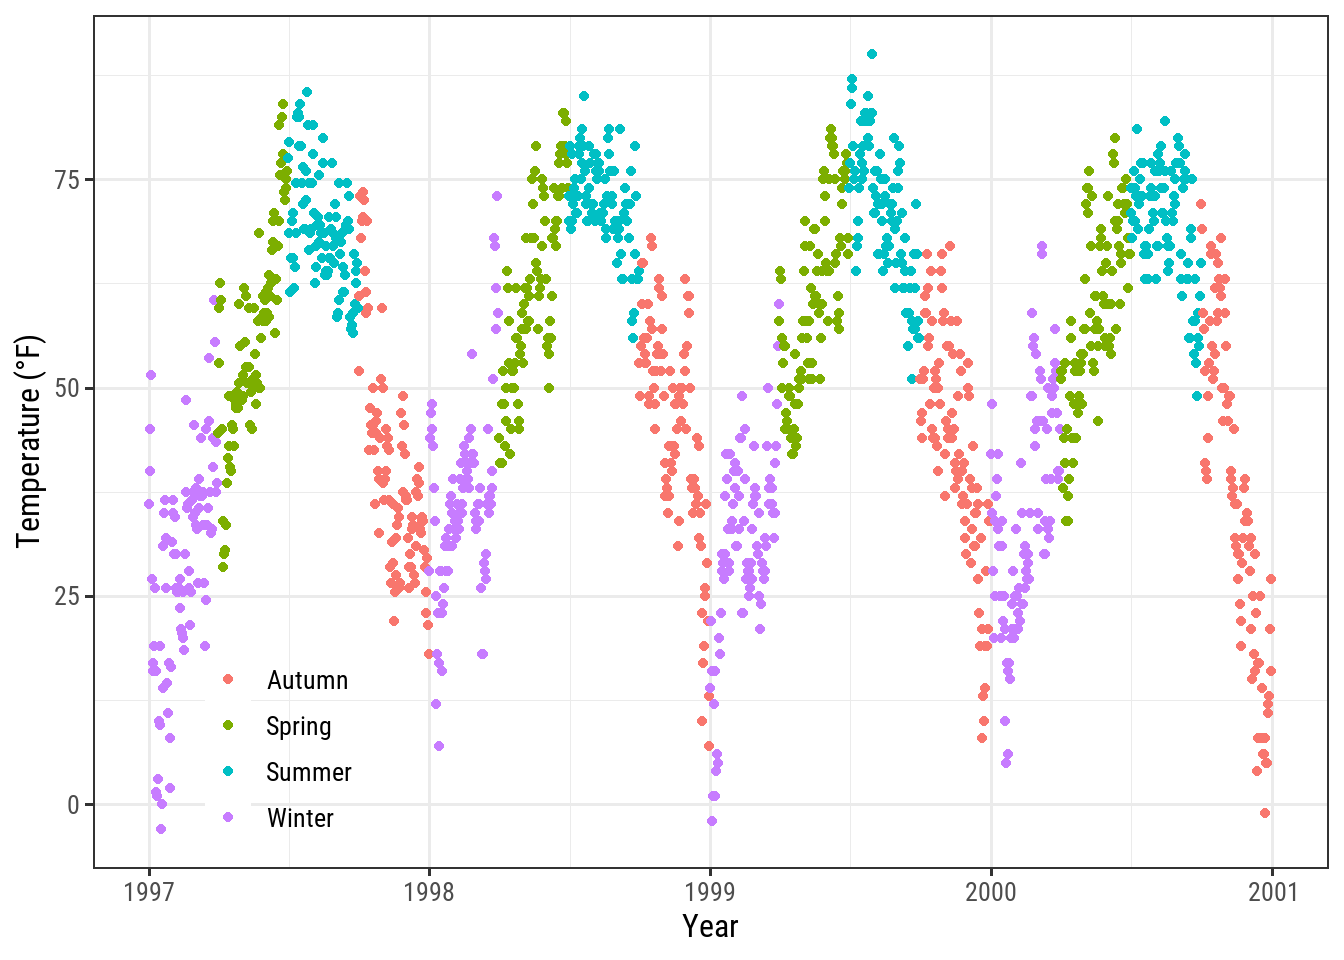 75
50
25
0
Temperature (°F)
Autumn
Spring
Summer
Winter
1997 1998 1999 2000 2001
Year